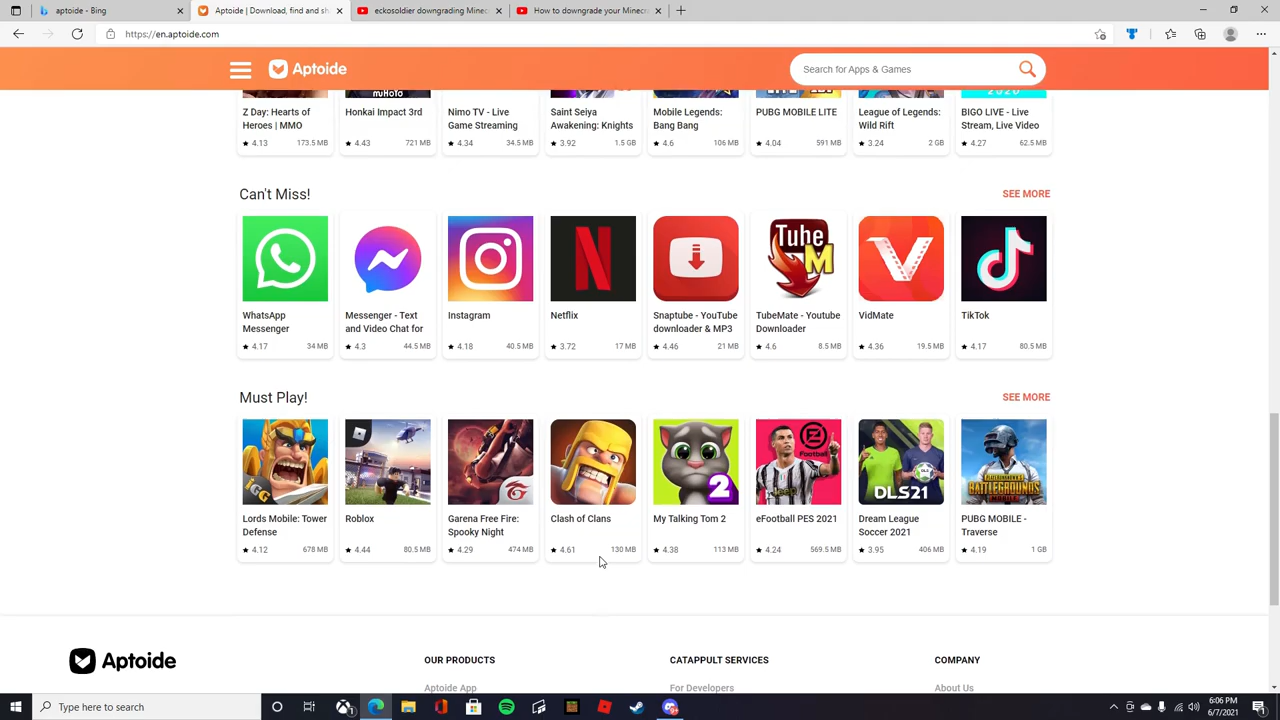 aptoide - Bing
Aptoide | Download, find and sh
eckosoldier downgrading Minec
How to downgrade your Minecr
https://en.aptoide.com
Aptoide
Search for Apps & Games
Z Day: Hearts of Heroes | MMO
4.13 173.5 MB
Honkai Impact 3rd
4.43 721 MB
Nimo TV - Live Game Streaming
4.34 34.5 MB
Saint Seiya Awakening: Knights
3.92 1.5 GB
Mobile Legends: Bang Bang
4.6 106 MB
PUBG MOBILE LITE
4.04 591 MB
League of Legends: Wild Rift
3.24 2 GB
BIGO LIVE - Live Stream, Live Video
4.27 62.5 MB
Can't Miss!
SEE MORE
WhatsApp Messenger
4.17 34 MB
Messenger - Text and Video Chat for
4.3 44.5 MB
Instagram
4.18 40.5 MB
Netflix
3.72 17 MB
Snaptube - YouTube downloader & MP3
4.46 21 MB
Tube M
TubeMate - Youtube Downloader
4.6 8.5 MB
VidMate
4.36 19.5 MB
TikTok
4.17 80.5 MB
Must Play!
SEE MORE
IGG
Lords Mobile: Tower Defense
4.12 678 MB
Roblox
4.44 80.5 MB
Garena Free Fire: Spooky Night
4.29 474 MB
Clash of Clans
4.61 130 MB
2
My Talking Tom 2
4.38 113 MB
Football
Jeep
eFootball PES 2021
4.24 569.5 MB
DLS21
Dream League Soccer 2021
3.95 406 MB
BATTLEGROUNDS
PUBG MOBILE - Traverse
4.19 1 GB
Aptoide
OUR PRODUCTS
Aptoide App
CATAPPULT SERVICES
For Developers
COMPANY
About Us
Type here to search
6:06 PM
6/7/2021